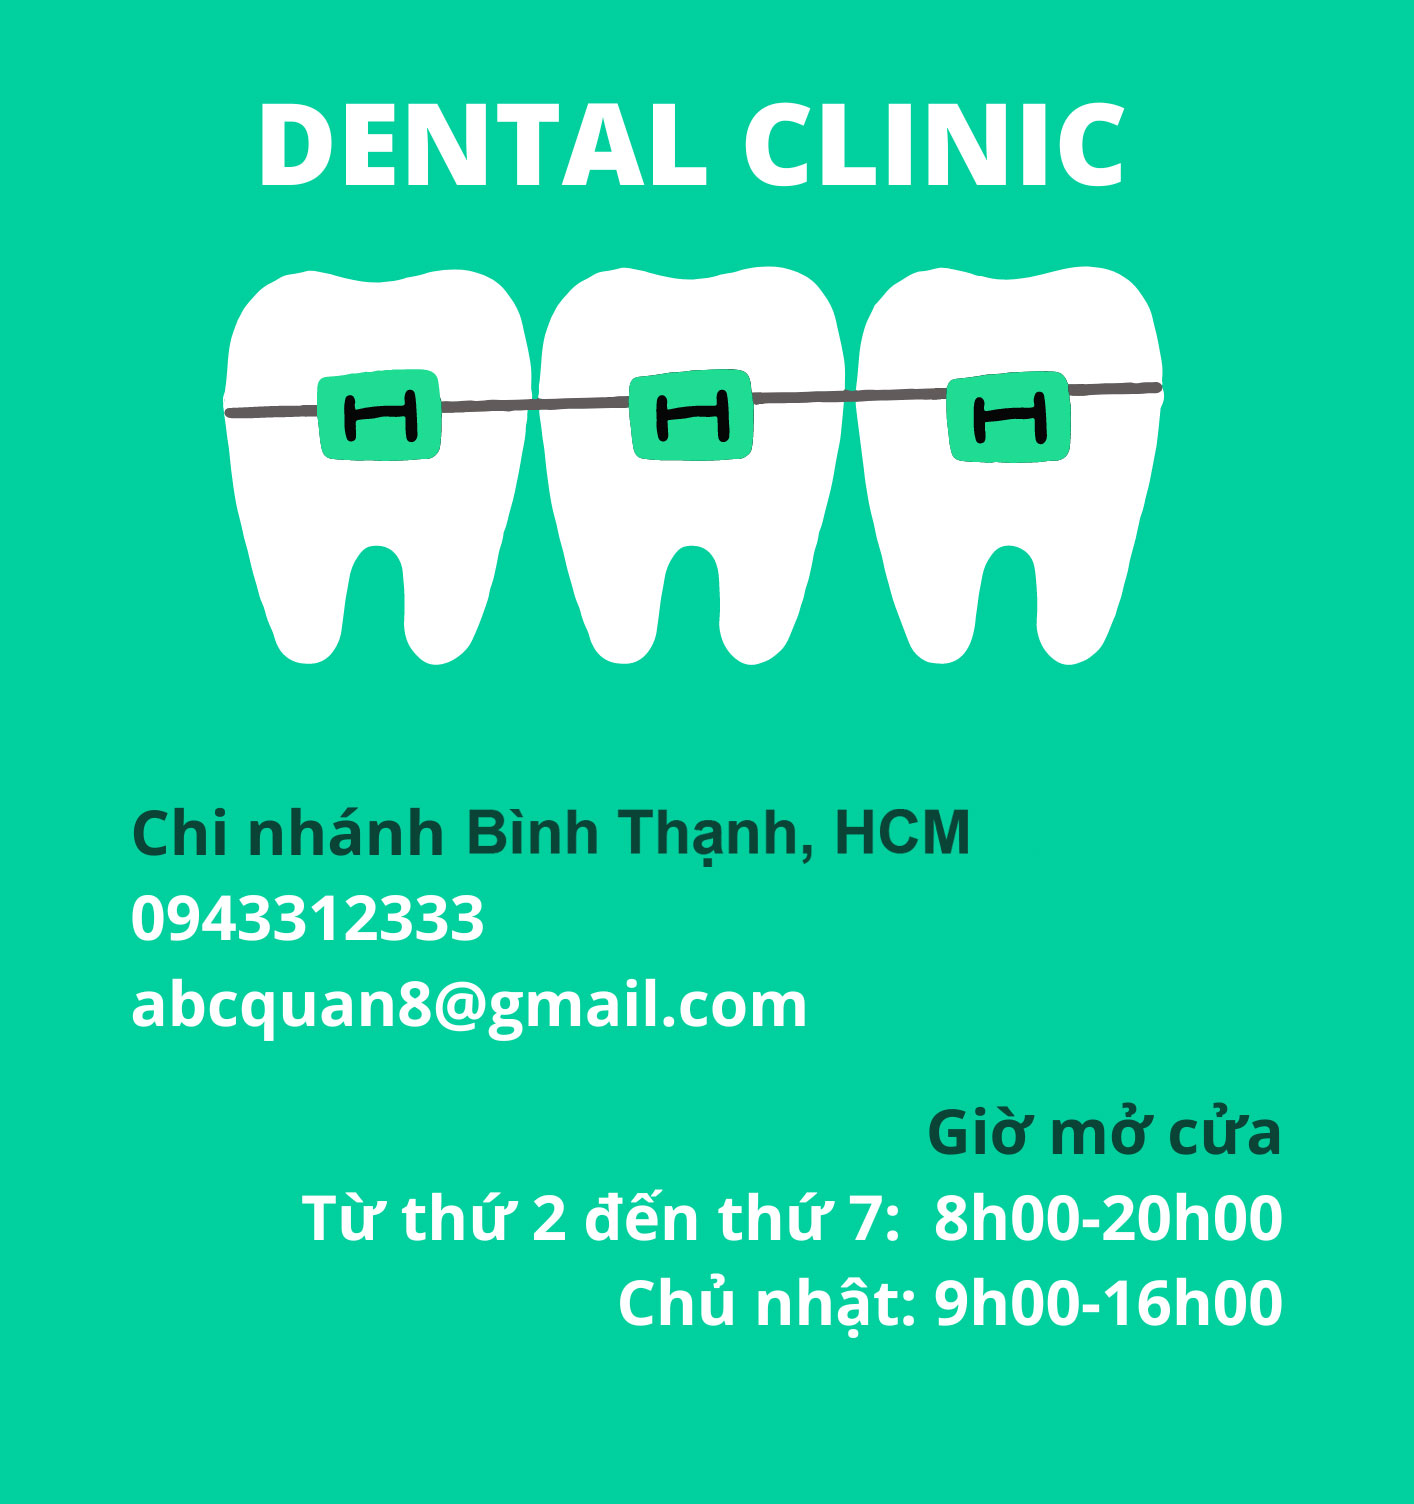 DENTAL CLINIC
Chi nhánh Bình Thạnh, HCM
0943312333
abcquan8@gmail.com
Giờ mở cửa
Từ thứ 2 đến thứ 7: 8h00-20h00
Chủ nhật: 9h00-16h00